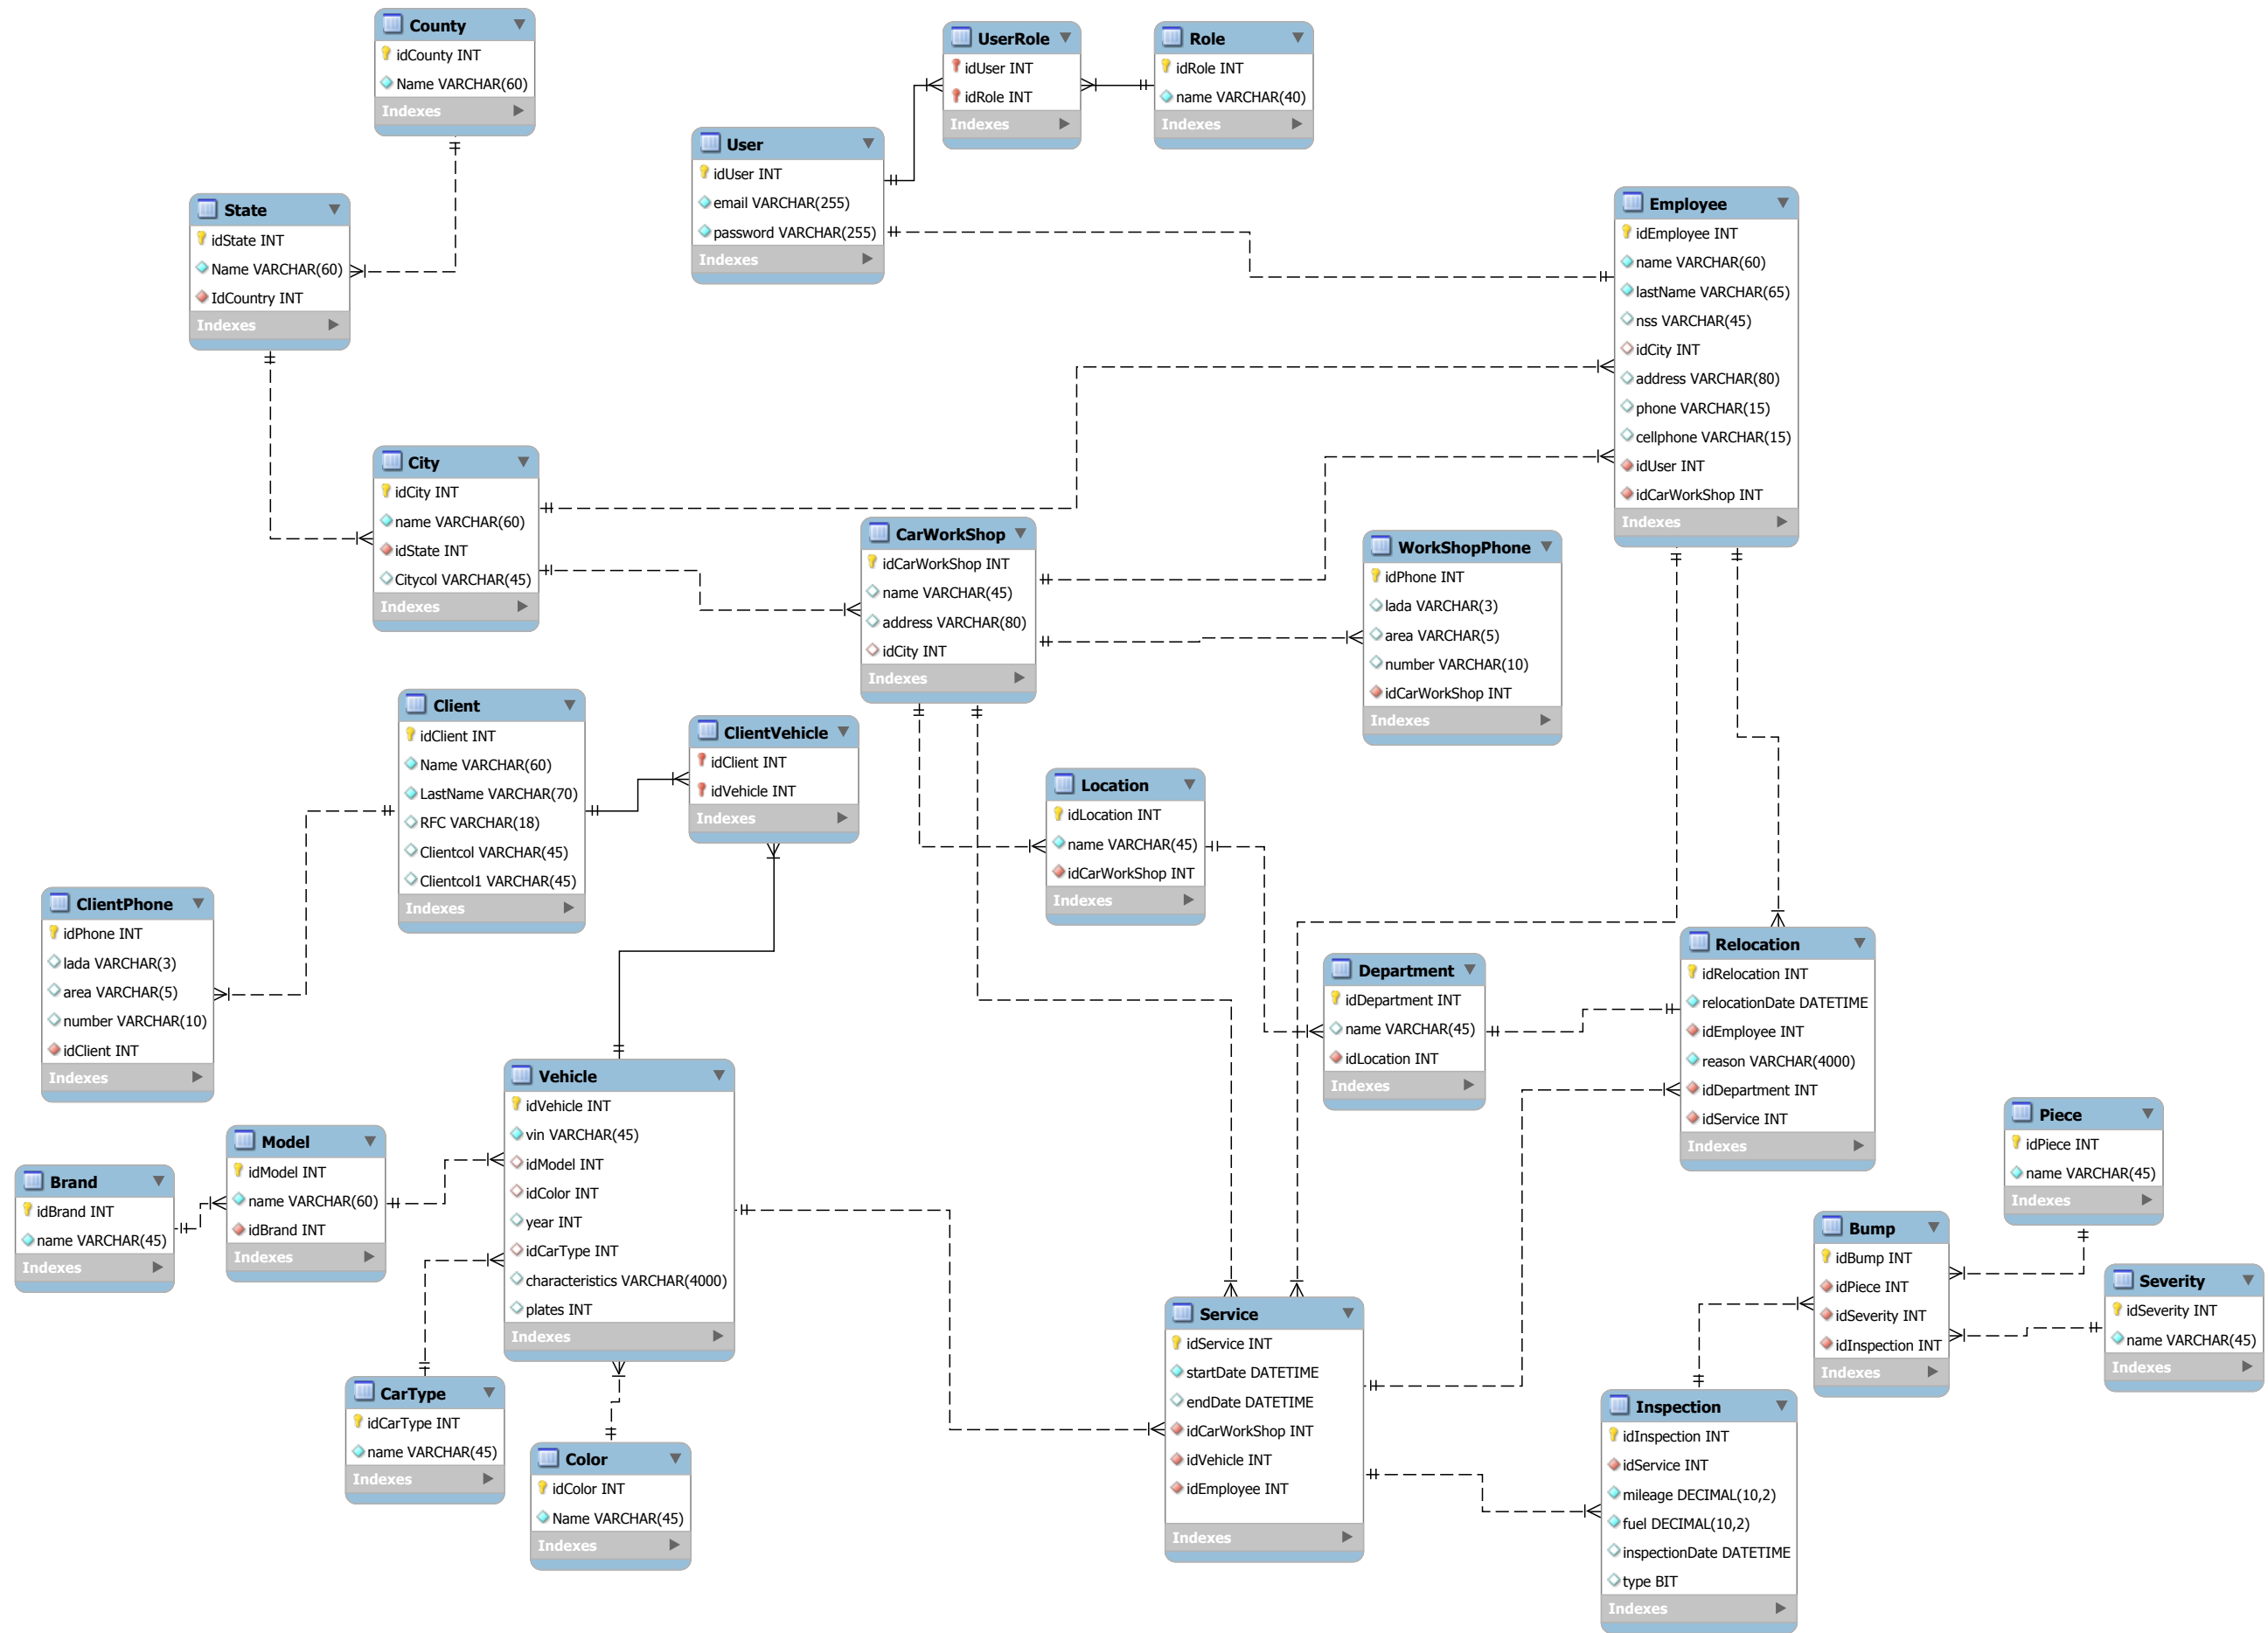 County
idCounty INT
Name VARCHAR(60)
Indexes
UserRole
idUser INT
idRole INT
Indexes
Role
idRole INT
name VARCHAR(40)
Indexes
User
idUser INT
email VARCHAR(255)
password VARCHAR(255)
Indexes
State
idState INT
Name VARCHAR(60)
IdCountry INT
Indexes
Employee
idEmployee INT
name VARCHAR(60)
lastName VARCHAR(65)
nss VARCHAR(45)
idCity INT
address VARCHAR(80)
phone VARCHAR(15)
cellphone VARCHAR(15)
idUser INT
idCarWorkShop INT
Indexes
City
idCity INT
name VARCHAR(60)
idState INT
Citycol VARCHAR(45)
Indexes
CarWorkShop
idCarWorkShop INT
name VARCHAR(45)
address VARCHAR(80)
idCity INT
Indexes
WorkShopPhone
idPhone INT
lada VARCHAR(3)
area VARCHAR(5)
number VARCHAR(10)
idCarWorkShop INT
Indexes
Client
idClient INT
Name VARCHAR(60)
LastName VARCHAR(70)
RFC VARCHAR(18)
Clientcol VARCHAR(45)
Clientcol1 VARCHAR(45)
Indexes
ClientVehicle
idClient INT
idVehicle INT
Indexes
Location
idLocation INT
name VARCHAR(45)
idCarWorkShop INT
Indexes
ClientPhone
idPhone INT
lada VARCHAR(3)
area VARCHAR(5)
number VARCHAR(10)
idClient INT
Indexes
Department
idDepartment INT
name VARCHAR(45)
idLocation INT
Indexes
Relocation
idRelocation INT
relocationDate DATETIME
idEmployee INT
reason VARCHAR(4000)
idDepartment INT
idService INT
Indexes
Vehicle
idVehicle INT
vin VARCHAR(45)
idModel INT
idColor INT
year INT
idCarType INT
characteristics VARCHAR(4000)
plates INT
Indexes
Model
idModel INT
name VARCHAR(60)
idBrand INT
Indexes
Brand
idBrand INT
name VARCHAR(45)
Indexes
Piece
idPiece INT
name VARCHAR(45)
Indexes
Bump
idBump INT
idPiece INT
idSeverity INT
idInspection INT
Indexes
Severity
idSeverity INT
name VARCHAR(45)
Indexes
Service
idService INT
startDate DATETIME
endDate DATETIME
idCarWorkShop INT
idVehicle INT
idEmployee INT
Indexes
CarType
idCarType INT
name VARCHAR(45)
Indexes
Color
idColor INT
Name VARCHAR(45)
Indexes
Inspection
idInspection INT
idService INT
mileage DECIMAL(10,2)
fuel DECIMAL(10,2)
inspectionDate DATETIME
type BIT
Indexes